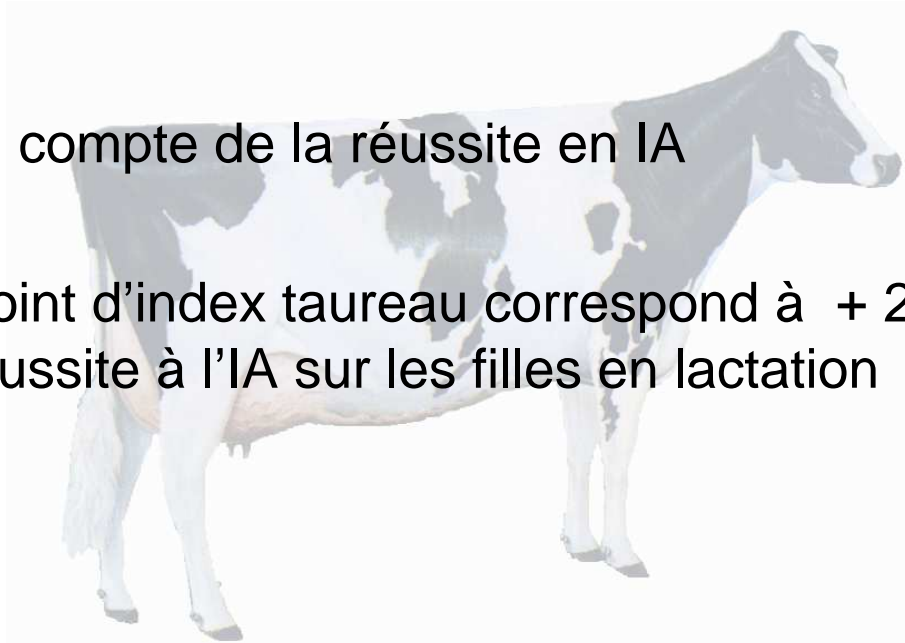 compte de la réussite en IA
oint d'index taureau correspond à + 2
ussite à l'IA sur les filles en lactation